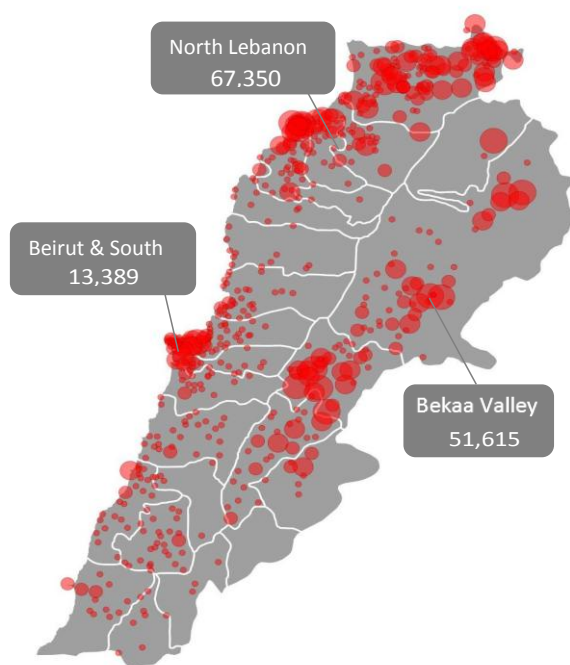 North Lebanon
67,350
Beirut & South
13,389
Bekaa Valley
51,615